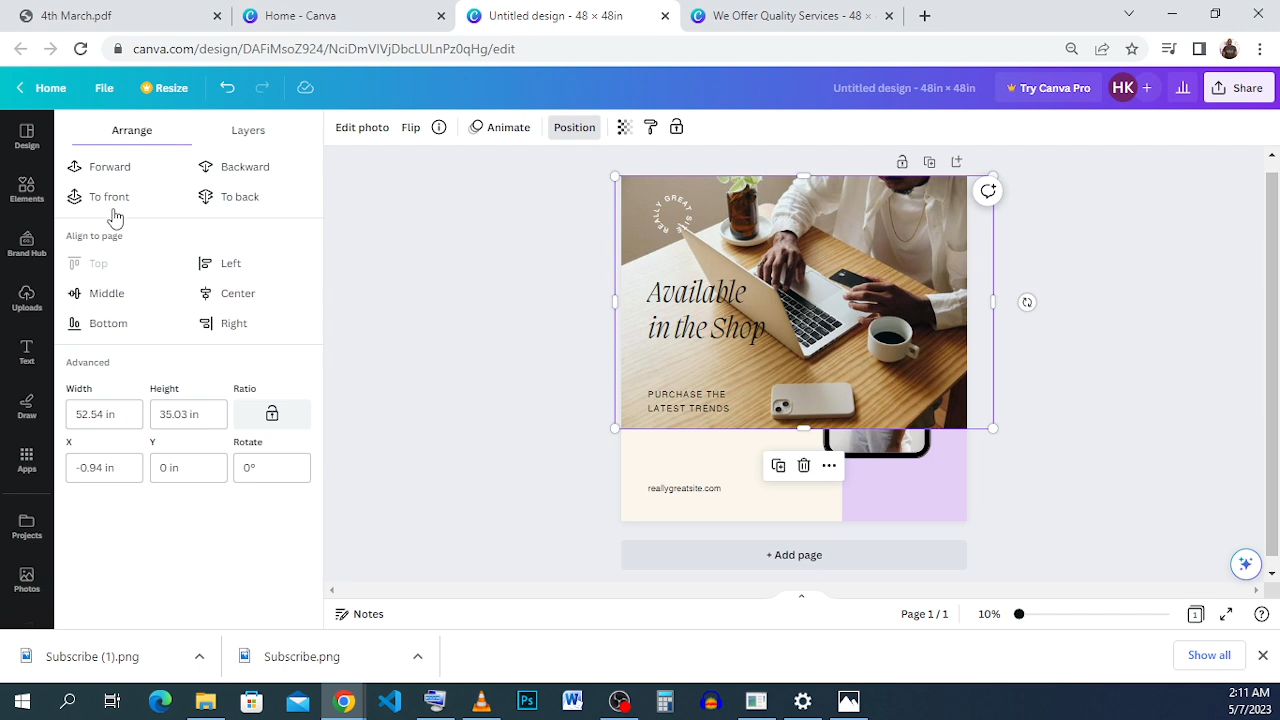 4th March.pdf
Home - Canva
Untitled design - 48 × 48in
We Offer Quality Services - 48 ×
canva.com/design/DAFiMsoZ924/NciDmVIVjDbcLULnPz0qHg/edit
Home
File
Resize
Untitled design - 48in × 48in
Try Canva Pro
HK
Share
Design
Elements
Brand Hub
Uploads
Text
Draw
Apps
Projects
Photos
Arrange
Layers
Forward
Backward
To front
To back
Align to page
Top
Left
Middle
Center
Bottom
Right
Advanced
Width
Height
Ratio
52.54 in
35.03 in
X
Y
Rotate
-0.94 in
0 in
0°
Edit photo
Flip
Animate
Position
REALLY GREAT SITE
Available
in the Shop
PURCHASE THE
LATEST TRENDS
reallygreatsite.com
+ Add page
Notes
Page 1 / 1
10%
1
Subscribe (1).png
Subscribe.png
Show all
2:11 AM
5/7/2023